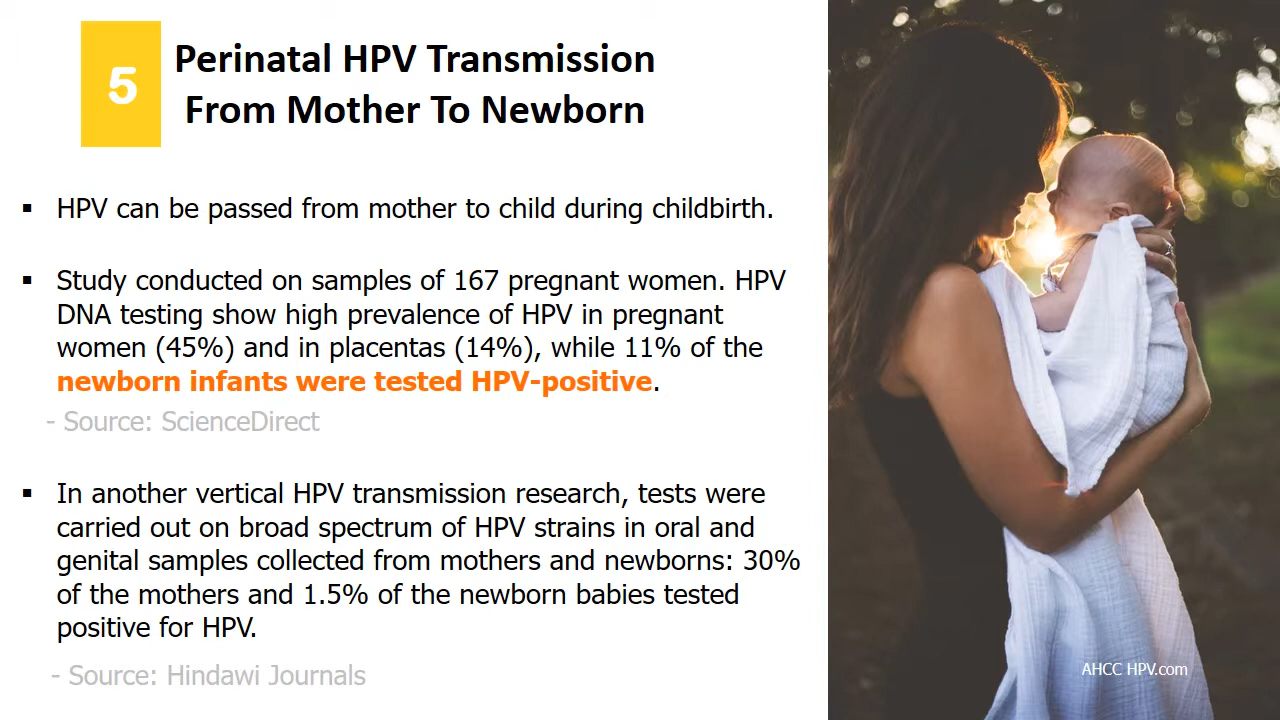 5
Perinatal HPV Transmission
From Mother To Newborn
▪ HPV can be passed from mother to child during childbirth.
▪ Study conducted on samples of 167 pregnant women. HPV
DNA testing show high prevalence of HPV in pregnant
women (45%) and in placentas (14%), while 11% of the
newborn infants were tested HPV-positive.
- Source: ScienceDirect
▪ In another vertical HPV transmission research, tests were
carried out on broad spectrum of HPV strains in oral and
genital samples collected from mothers and newborns: 30%
of the mothers and 1.5% of the newborn babies tested
positive for HPV.
- Source: Hindawi Journals
AHCC HPV.com